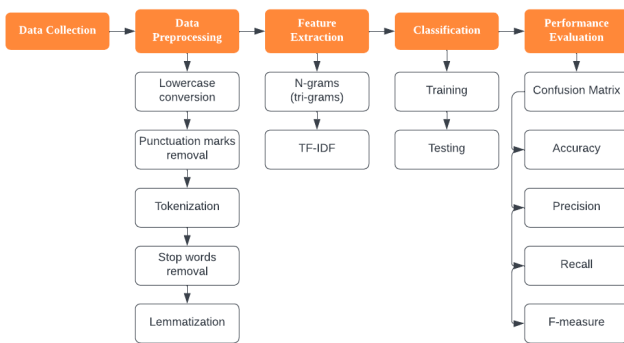 Data Collection
Data
Preprocessing
Feature
Extraction
Classification
Performance
Evaluation
Lowercase
conversion
Punctuation marks
removal
Tokenization
Stop words
removal
Lemmatization
N-grams
(tri-grams)
TF-IDF
Training
Testing
Confusion Matrix
Accuracy
Precision
Recall
F-measure